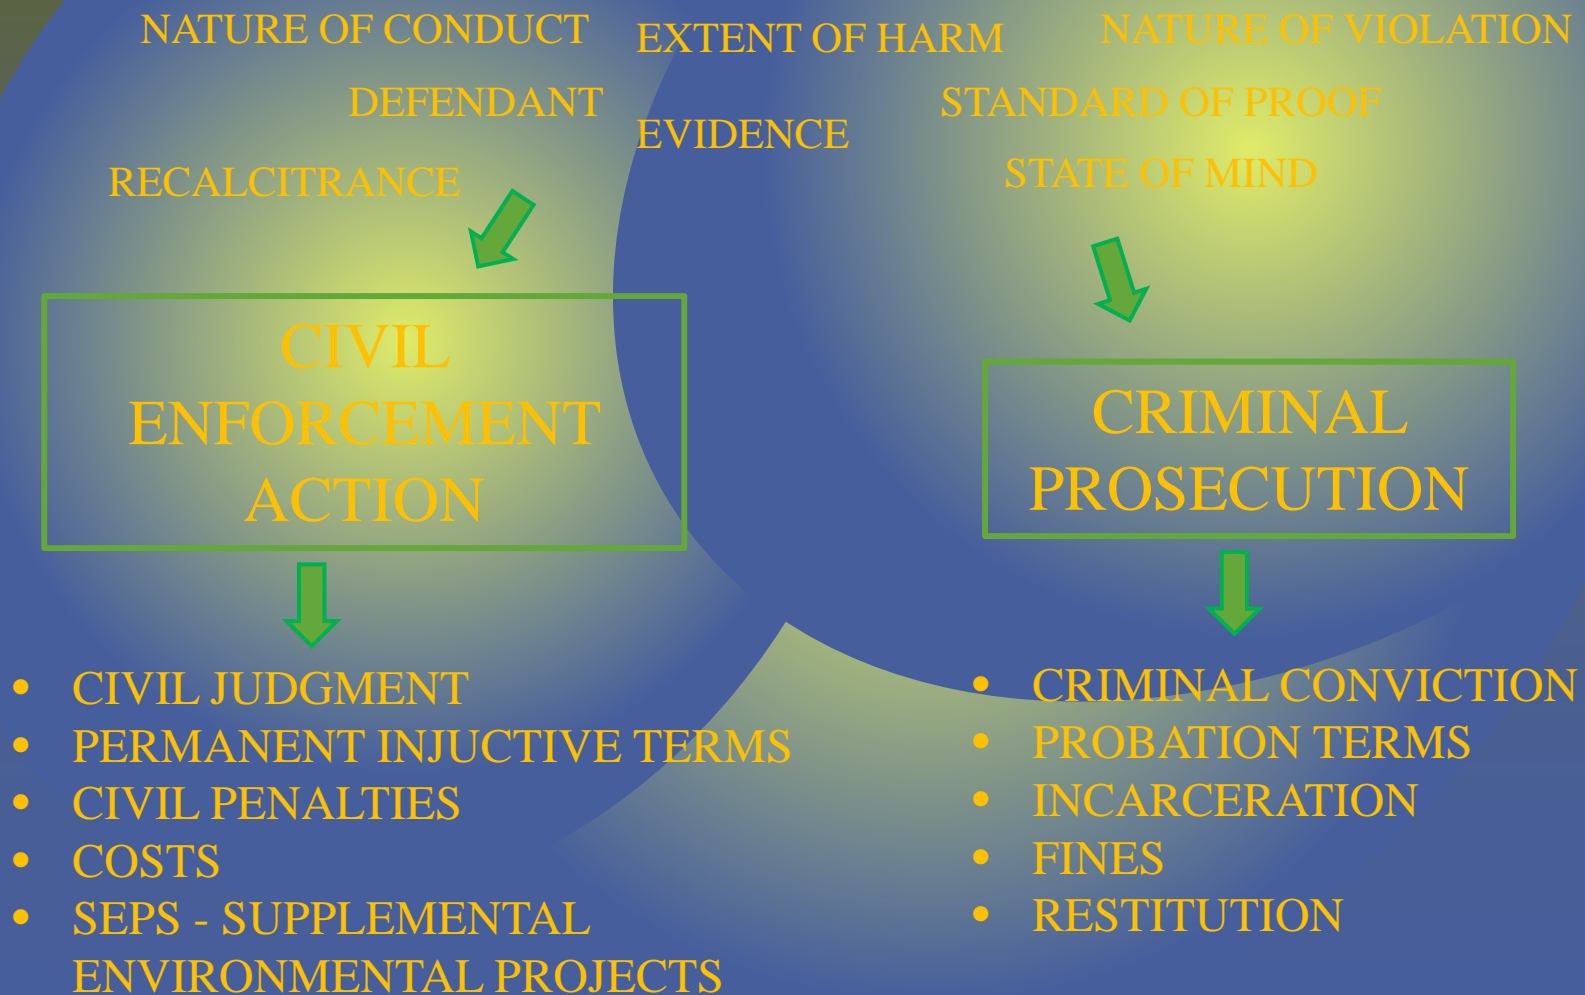 NATURE OF CONDUCT
EXTENT OF HARM
NATURE OF VIOLATION
DEFENDANT
STANDARD OF PROOF
EVIDENCE
RECALCITRANCE
STATE OF MIND
CIVIL
ENFORCEMENT
ACTION
CRIMINAL
PROSECUTION
• CIVIL JUDGMENT
• PERMANENT INJUCTIVE TERMS
• CIVIL PENALTIES
• COSTS
• SEPS - SUPPLEMENTAL
ENVIRONMENTAL PROJECTS
• CRIMINAL CONVICTION
• PROBATION TERMS
• INCARCERATION
• FINES
• RESTITUTION